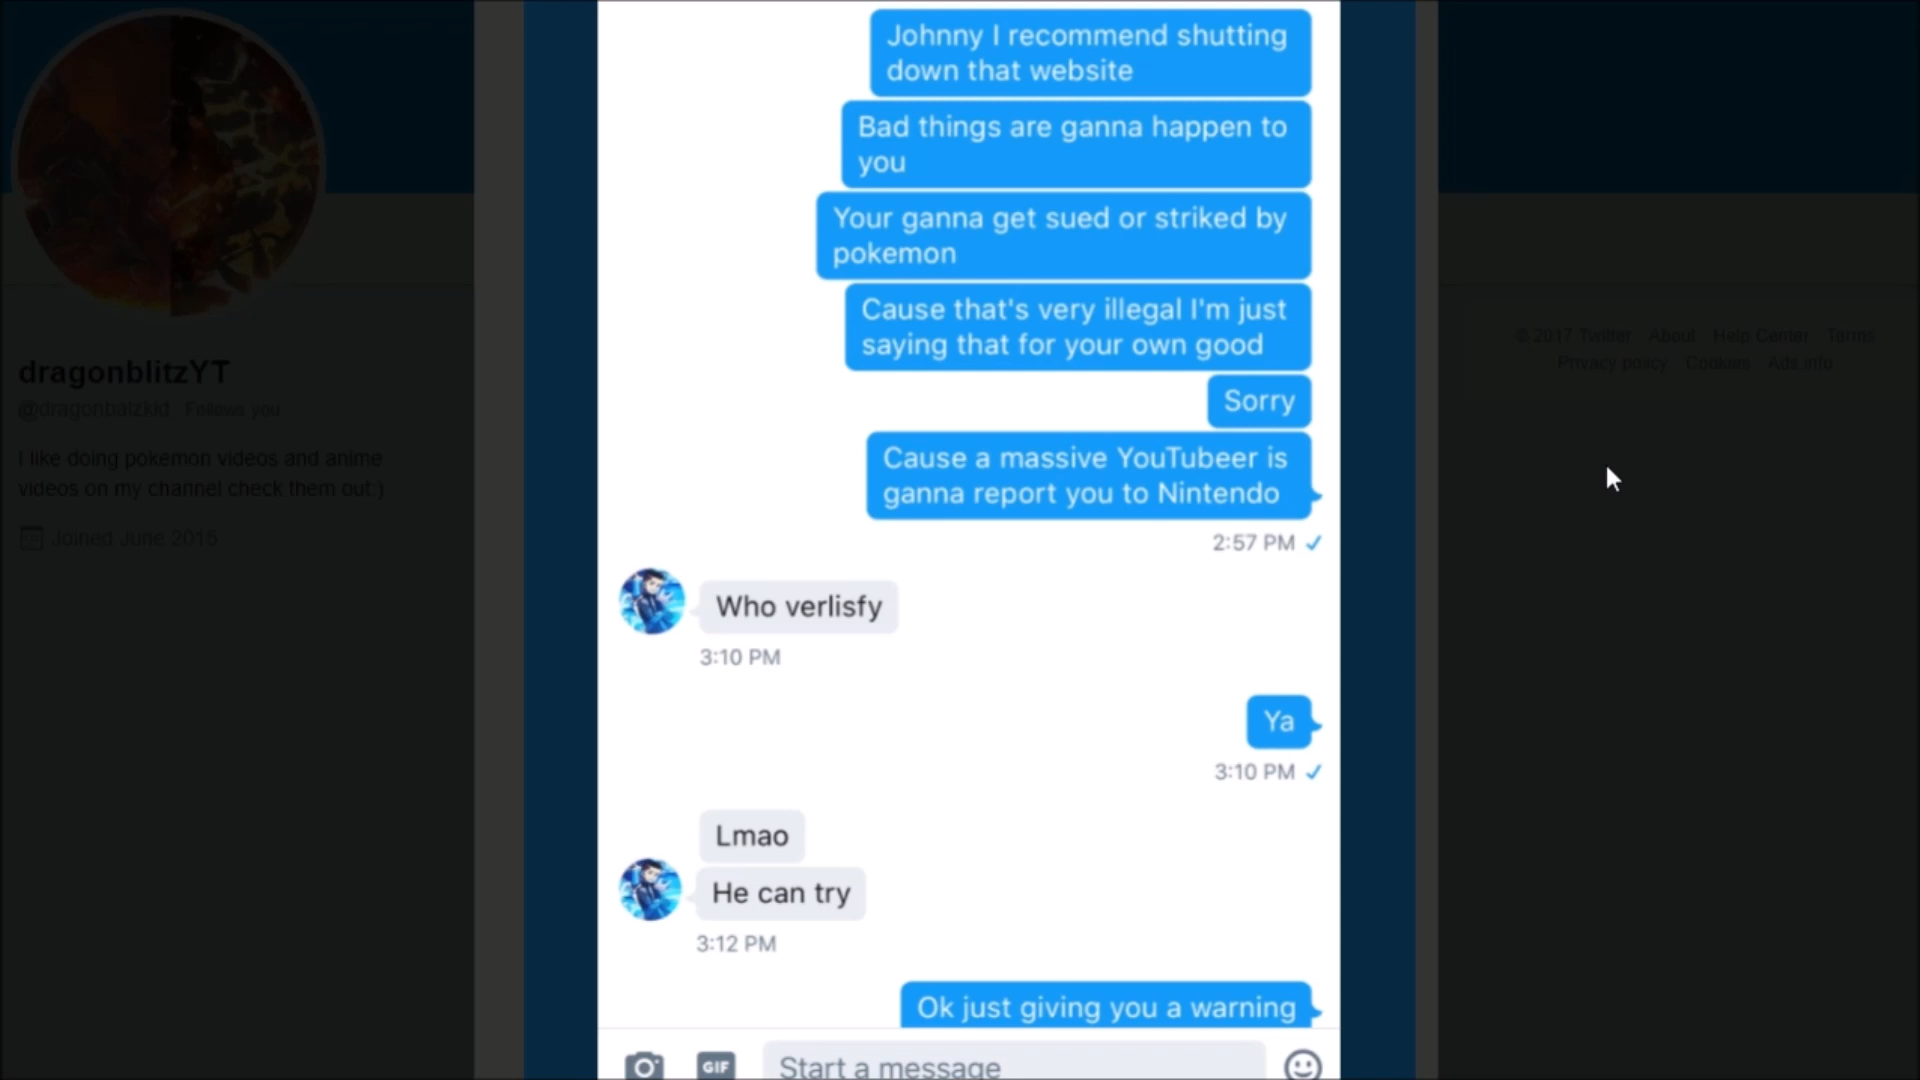 Johnny I recommend shutting
down that website
Bad things are ganna happen to
you
Your ganna get sued or striked by
pokemon
Cause that's very illegal I'm just
saying that for your own good
Sorry
Cause a massive YouTubeer is
ganna report you to Nintendo
2:57 PM
Who verlisfy
3:10 PM
Ya
3:10 PM
Lmao
He can try
3:12 PM
Ok just giving you a warning
GIF
Start a message
dragonblitzYT
@dragonbalzkid Follows you
I like doing pokemon videos and anime
videos on my channel check them out:)
Joined June 2015
© 2017 Twitter About Help Center Terms
Privacy policy Cookies Ads info